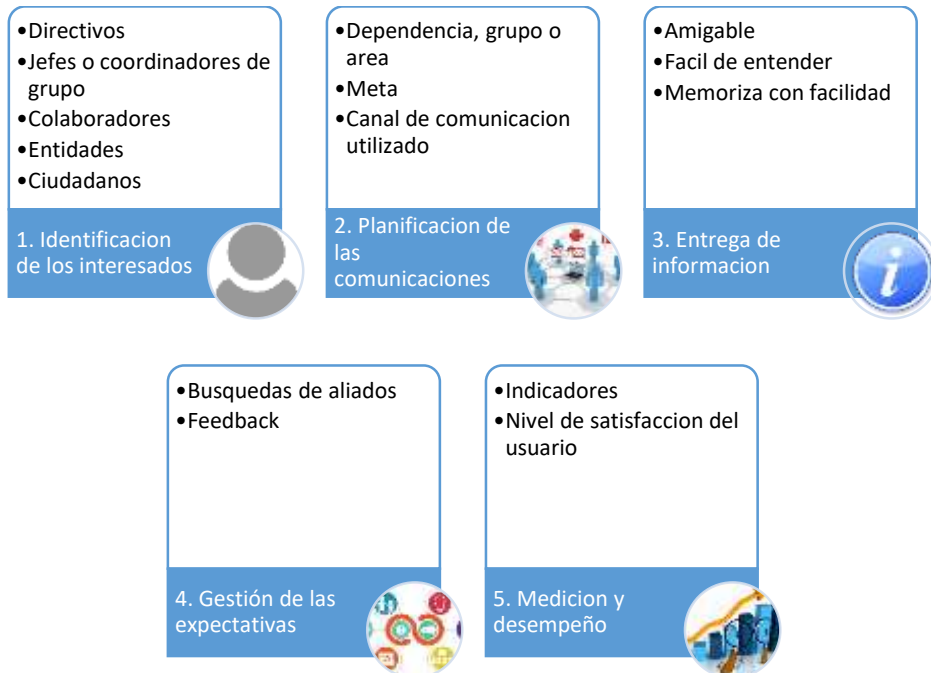 •Directivos
•Jefes o coordinadores de
grupo
•Colaboradores
•Entidades
•Ciudadanos
1. Identificacion
de los interesados
•Dependencia, grupo o
area
•Meta
•Canal de comunicacion
utilizado
2. Planificacion de
las
comunicaciones
•Amigable
•Facil de entender
•Memoriza con facilidad
3. Entrega de
informacion
i
•Busquedas de aliados
•Feedback
4. Gestión de las
expectativas
•Indicadores
•Nivel de satisfaccion del
usuario
5. Medicion y
desempeño